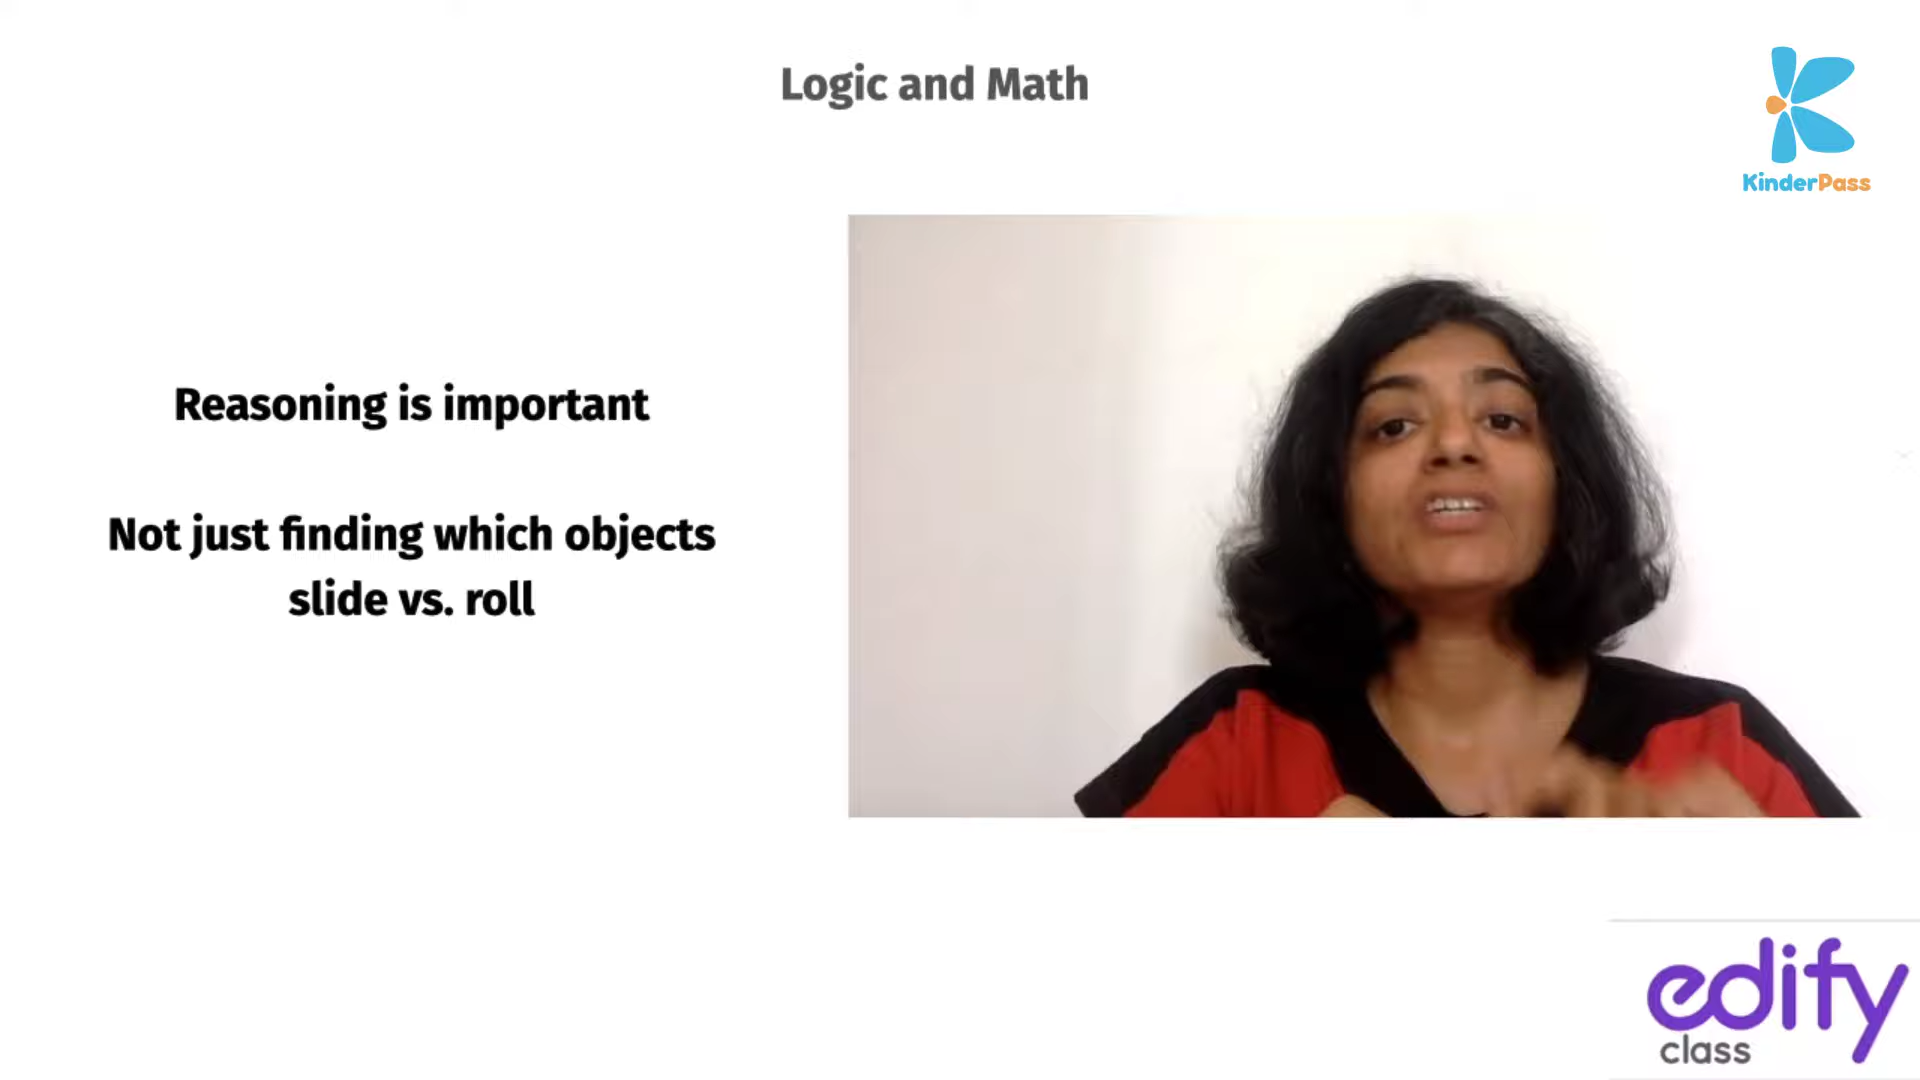 Logic and Math
KinderPass
Reasoning is important
Not just finding which objects
slide vs. roll
edify
class